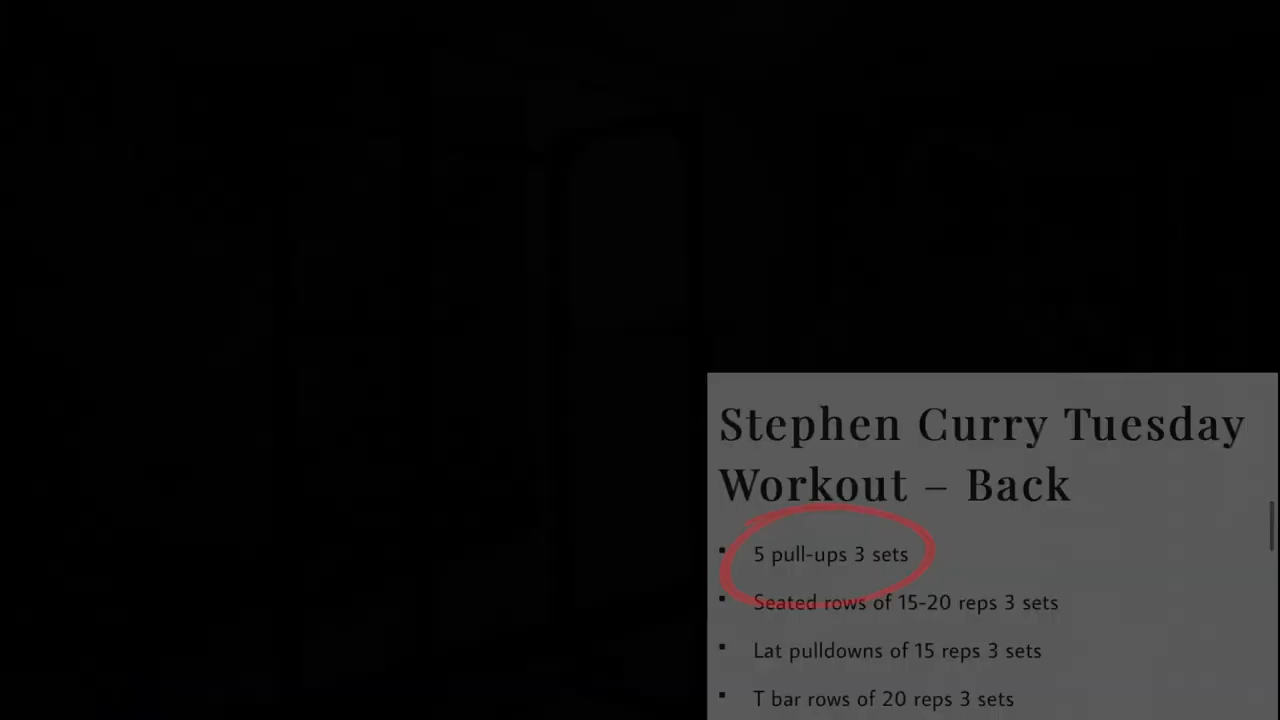 Stephen Curry Tuesday
Workout – Back
▪ 5 pull-ups 3 sets
▪ Seated rows of 15-20 reps 3 sets
▪ Lat pulldowns of 15 reps 3 sets
▪ T bar rows of 20 reps 3 sets